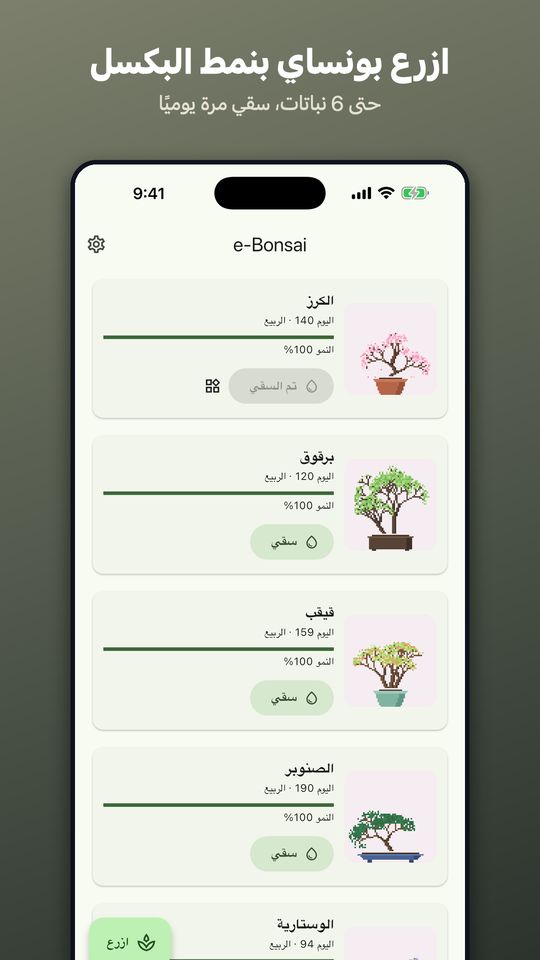 ازرع بونساي بنمط البكسل
حتى 6 نباتات، سقي مرة يوميًا
9:41
e-Bonsai
الكرز
اليوم 140 · الربيع
النمو 100%
تم السقي
برقوق
اليوم 120 · الربيع
النمو 100%
سقي
قيقب
اليوم 159 · الربيع
النمو 100%
سقي
الصنوبر
اليوم 190 · الربيع
النمو 100%
سقي
الوستارية
اليوم 94 · الربيع
ازرع